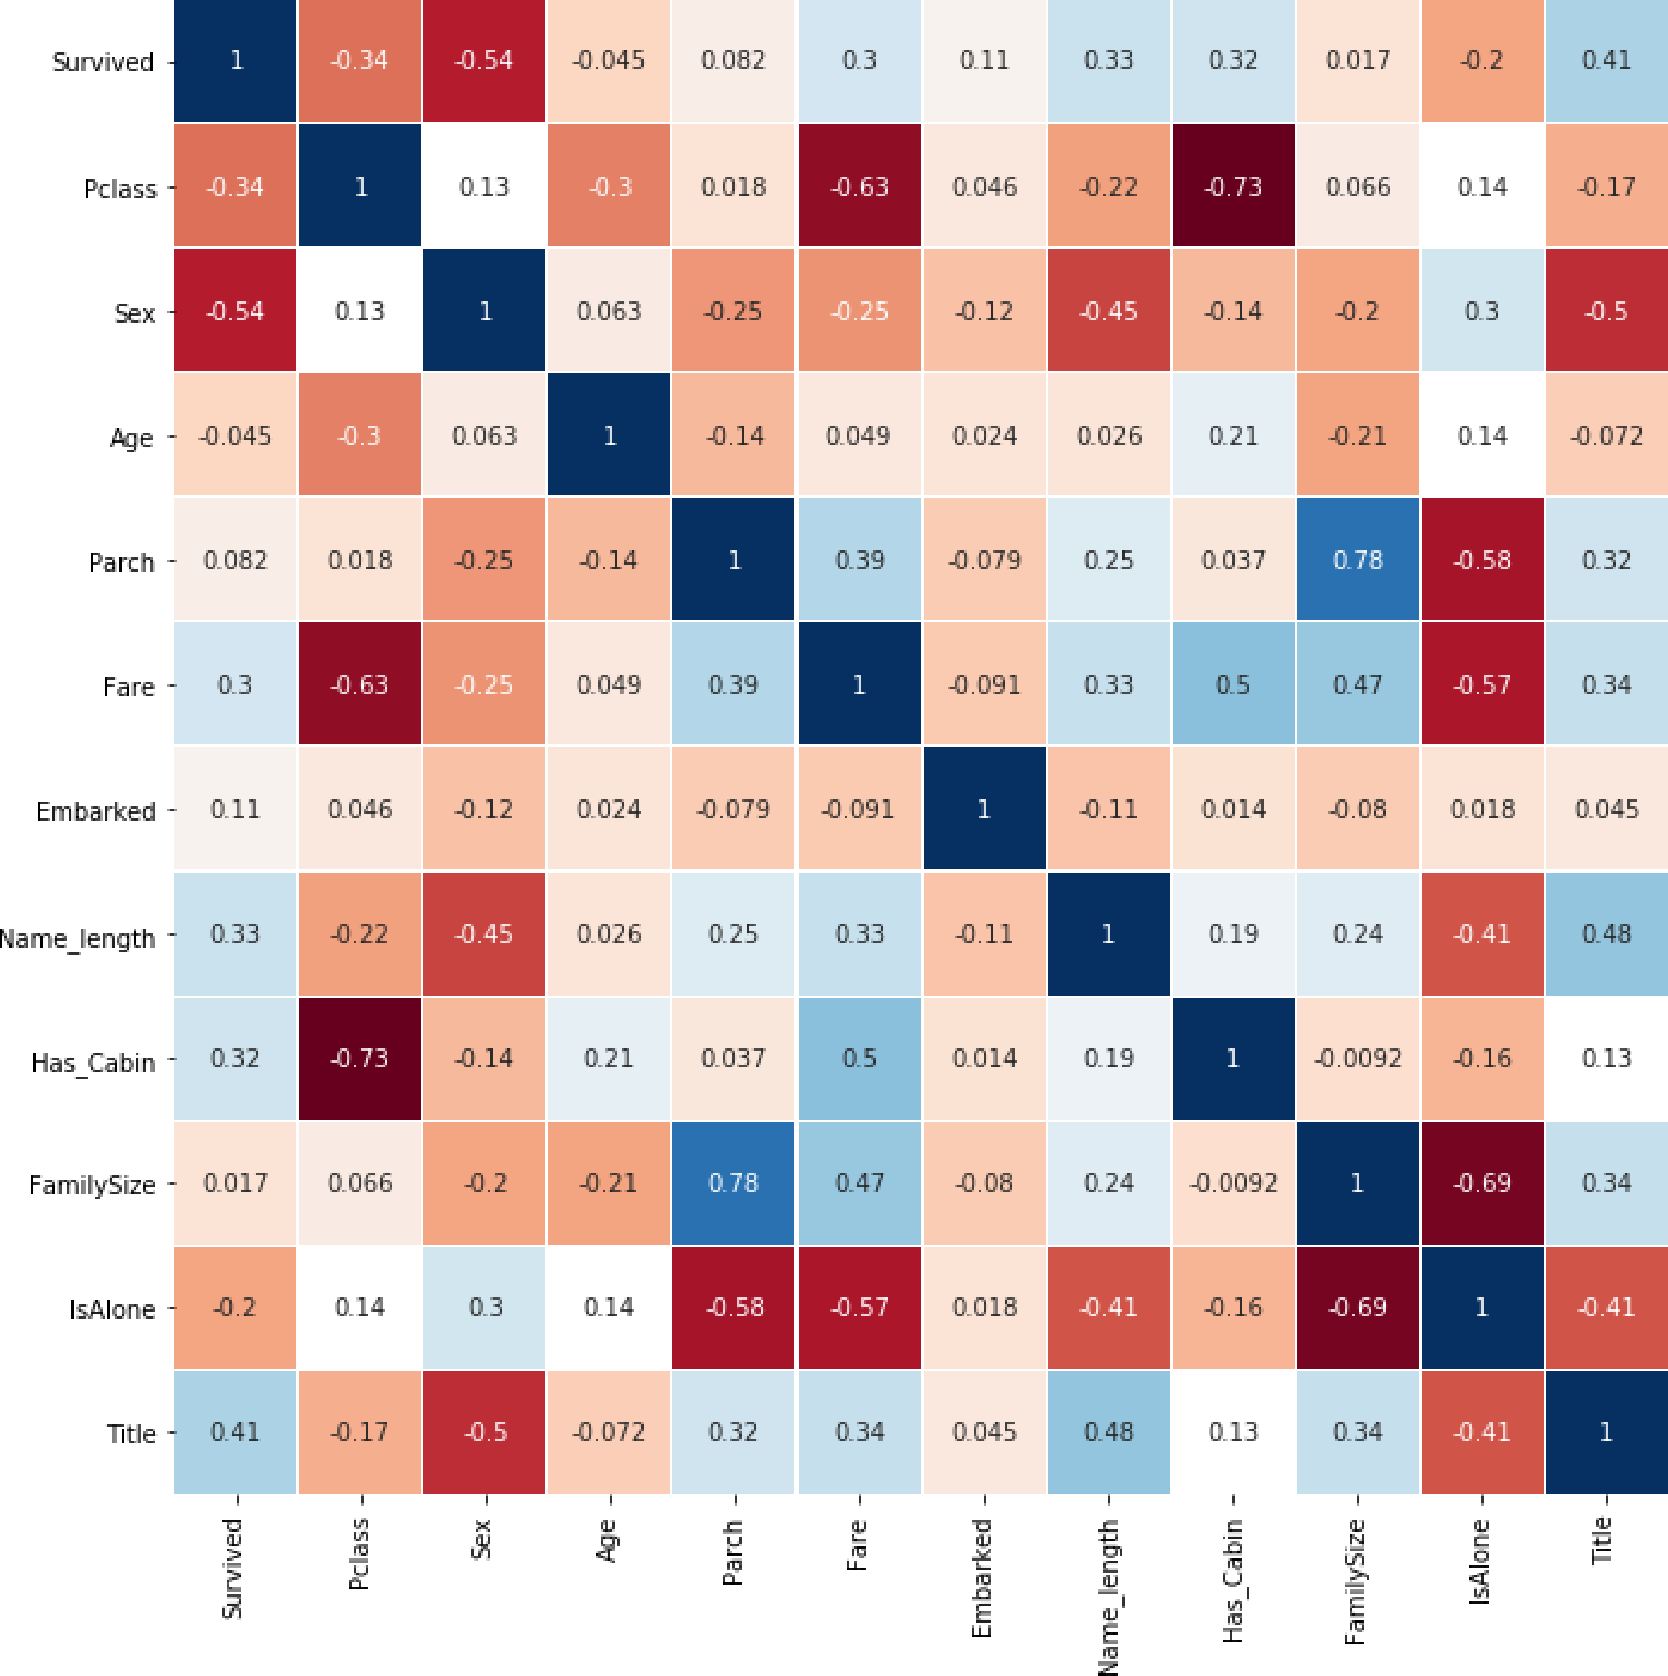 Survived 1 -0.34 -0.54 -0.045 0.082 0.3 0.11 0.33 0.32 0.017 -0.2 0.41
Pclass -0.34 1 0.13 -0.3 0.018 -0.63 0.046 -0.22 -0.73 0.066 0.14 -0.17
Sex -0.54 0.13 1 0.063 -0.25 -0.25 -0.12 -0.45 -0.14 -0.2 0.3 -0.5
Age -0.045 -0.3 0.063 1 -0.14 0.049 0.024 0.026 0.21 -0.21 0.14 -0.072
Parch 0.082 0.018 -0.25 -0.14 1 0.39 -0.079 0.25 0.037 0.78 -0.58 0.32
Fare 0.3 -0.63 -0.25 0.049 0.39 1 -0.091 0.33 0.5 0.47 -0.57 0.34
Embarked 0.11 0.046 -0.12 0.024 -0.079 -0.091 1 -0.11 0.014 -0.08 0.018 0.045
Name_length 0.33 -0.22 -0.45 0.026 0.25 0.33 -0.11 1 0.19 0.24 -0.41 0.48
Has_Cabin 0.32 -0.73 -0.14 0.21 0.037 0.5 0.014 0.19 1 -0.0092 -0.16 0.13
FamilySize 0.017 0.066 -0.2 -0.21 0.78 0.47 -0.08 0.24 -0.0092 1 -0.69 0.34
IsAlone -0.2 0.14 0.3 0.14 -0.58 -0.57 0.018 -0.41 -0.16 -0.69 1 -0.41
Title 0.41 -0.17 -0.5 -0.072 0.32 0.34 0.045 0.48 0.13 0.34 -0.41 1
Survived Pclass Sex Age Parch Fare Embarked Name_length Has_Cabin FamilySize IsAlone Title